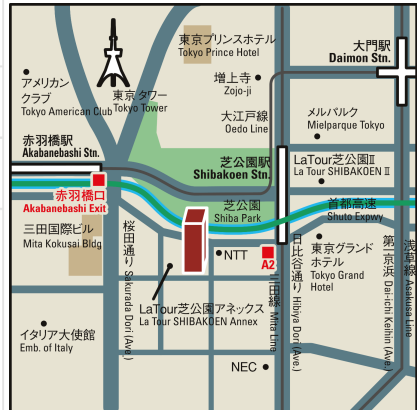 東京プリンスホテル
Tokyo Prince Hotel
大門駅
Daimon Stn.
増上寺
Zojo-ji
アメリカン
クラブ
Tokyo American Club
東京タワー
Tokyo Tower
大江戸線
Oedo Line
メルパルク
Mielparque Tokyo
赤羽橋駅
Akabanebashi Stn.
芝公園駅
Shibakoen Stn.
LaTour芝公園II
La Tour SHIBAKOEN II
赤羽橋口
Akabanebashi Exit
芝公園
Shiba Park
首都高速
Shuto Expwy
三田国際ビル
Mita Kokusai Bldg
桜田通り Sakurada Dori (Ave.)
NTT
A2
三田線 Mita Line
日比谷通り Hibiya Dori (Ave.)
東京グランド
ホテル
Tokyo Grand
Hotel
第一京浜 Dai-ichi Keihin (Ave.)
浅草線 Asakusa Line
LaTour芝公園アネックス
La Tour SHIBAKOEN Annex
イタリア大使館
Emb. of Italy
NEC